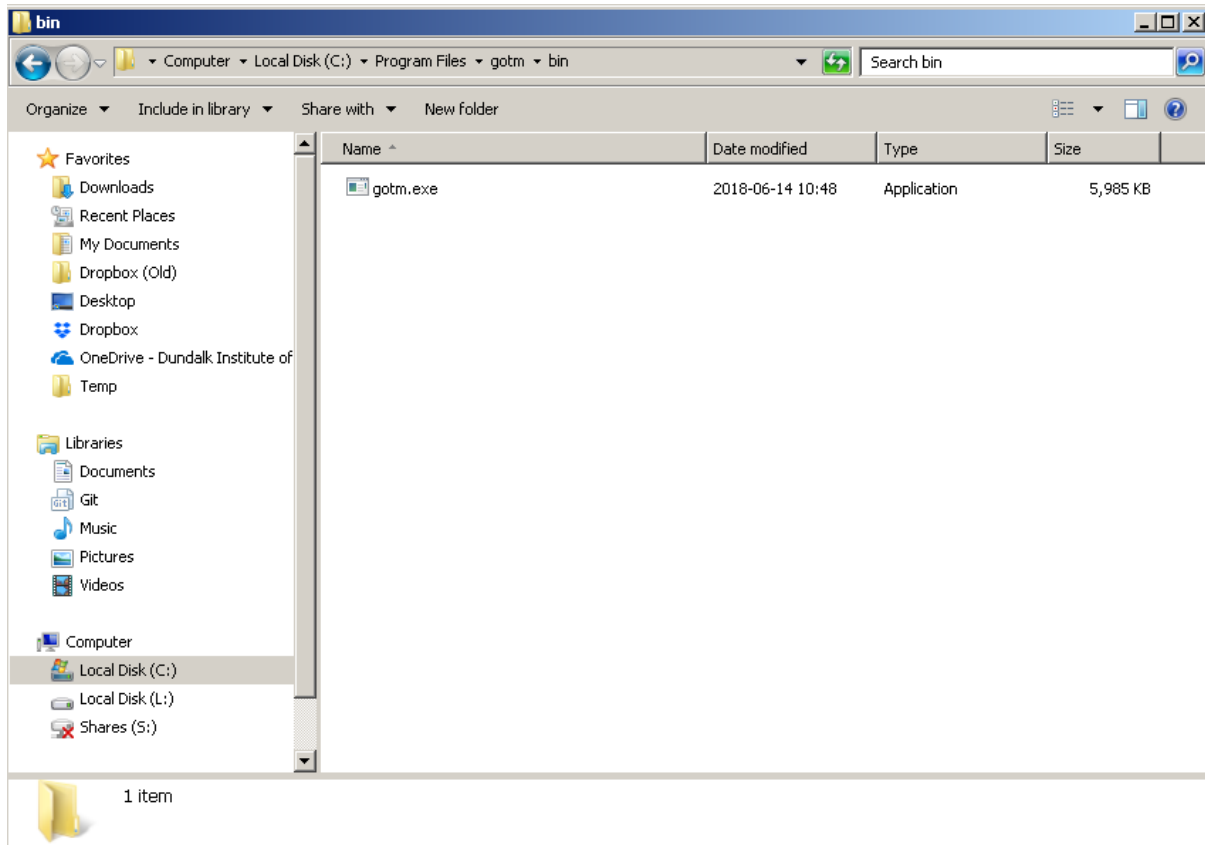 bin
Computer Local Disk (C:) Program Files gotm bin
Search bin
Organize Include in library Share with New folder
Favorites
Downloads
Recent Places
My Documents
Dropbox (Old)
Desktop
Dropbox
OneDrive - Dundalk Institute of
Temp
Libraries
Documents
Git
Music
Pictures
Videos
Computer
Local Disk (C:)
Local Disk (L:)
Shares (S:)
Name Date modified Type Size
gotm.exe 2018-06-14 10:48 Application 5,985 KB
1 item